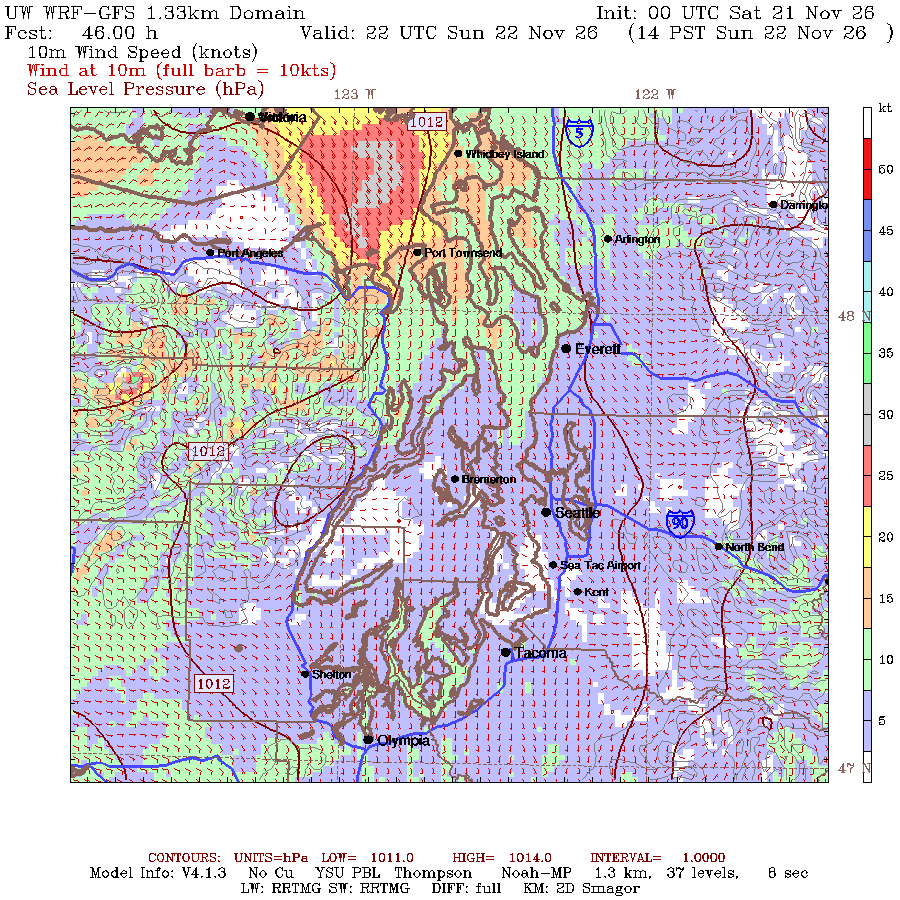 UW WRF-GFS 1.33km Domain Init: 00 UTC Sat 21 Nov 26
Fcst: 46.00 h Valid: 22 UTC Sun 22 Nov 26 (14 PST Sun 22 Nov 26 )
10m Wind Speed (knots)
Wind at 10m (full barb = 10kts)
Sea Level Pressure (hPa)
123 W 122 W
kt
Victoria 1012 5
Whidbey Island
60
Darringto
45
Arlington
Port Angeles Port Townsend
40
48 N
Everett
35
30
1012
Bremerton
25
Seattle
90
20
North Bend
Sea Tac Airport
Kent
15
Tacoma
10
Shelton
1012
5
Olympia
47 N
CONTOURS: UNITS=hPa LOW= 1011.0 HIGH= 1014.0 INTERVAL= 1.0000
Model Info: V4.1.3 No Cu YSU PBL Thompson Noah-MP 1.3 km, 37 levels, 8 sec
LW: RRTMG SW: RRTMG DIFF: full KM: 2D Smagor